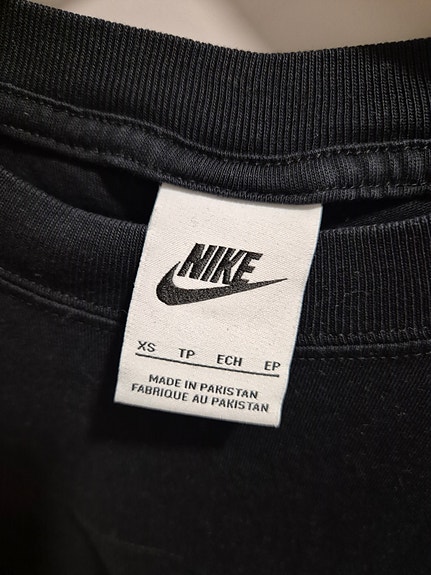 NIKE
XS TP ECH EP
MADE IN PAKISTAN
FABRIQUE AU PAKISTAN